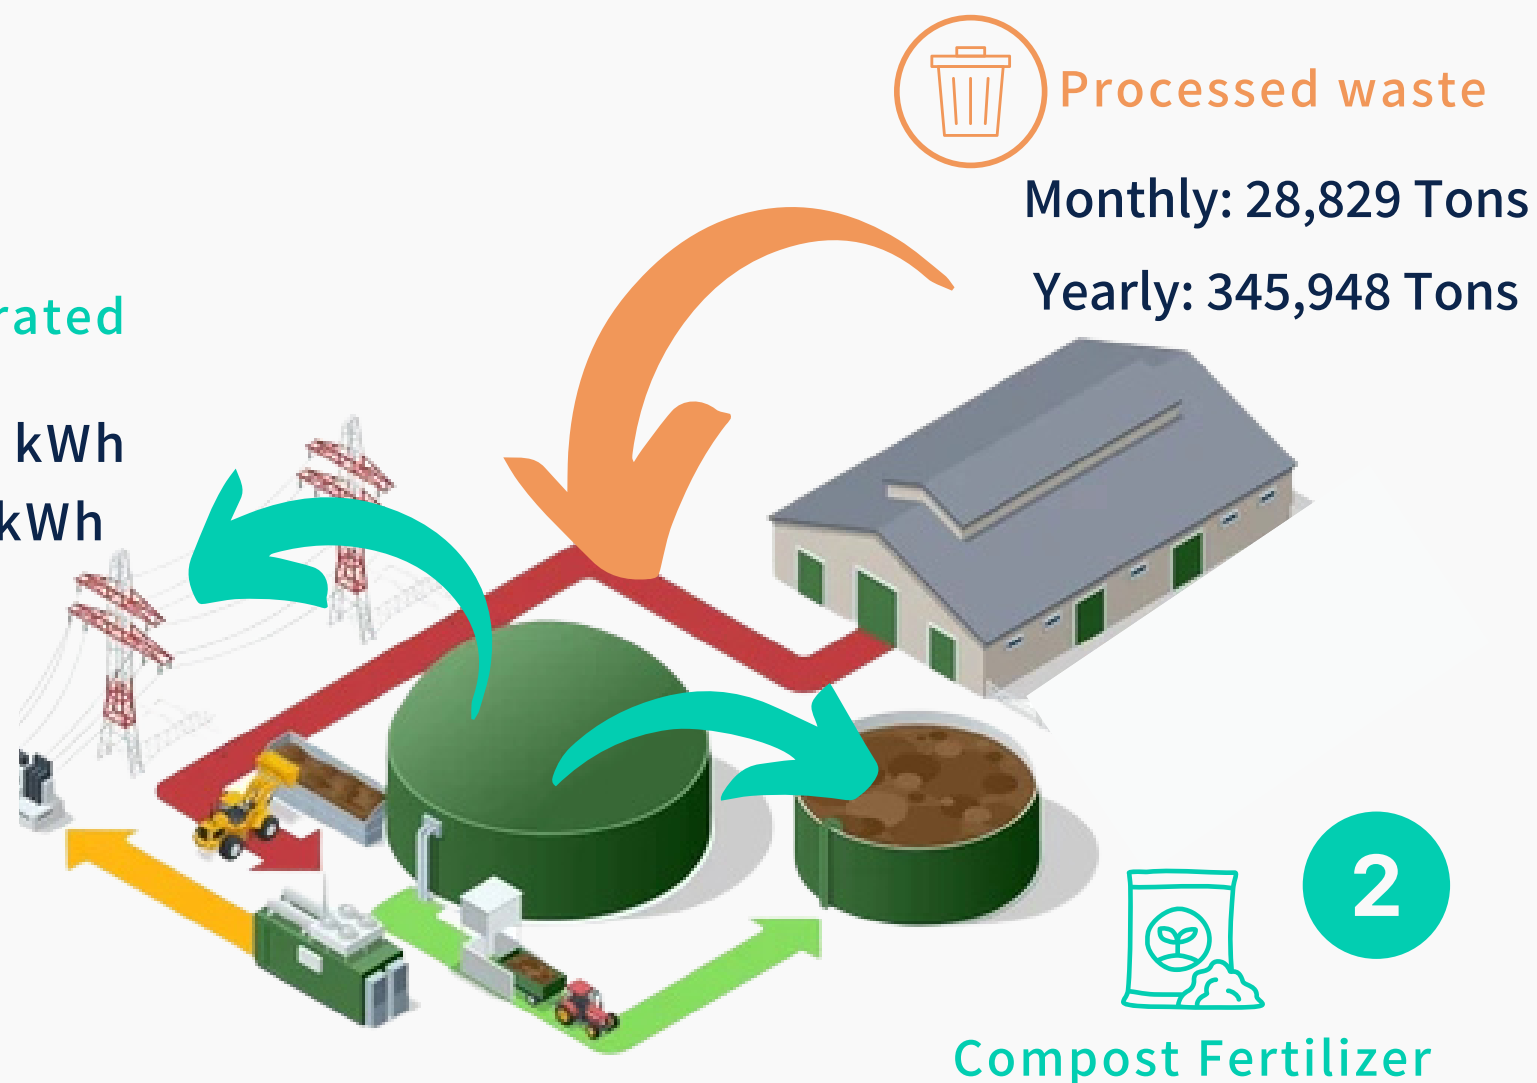 Processed waste
Monthly: 28,829 Tons
Yearly: 345,948 Tons
rated
kWh
kWh
2
Compost Fertilizer